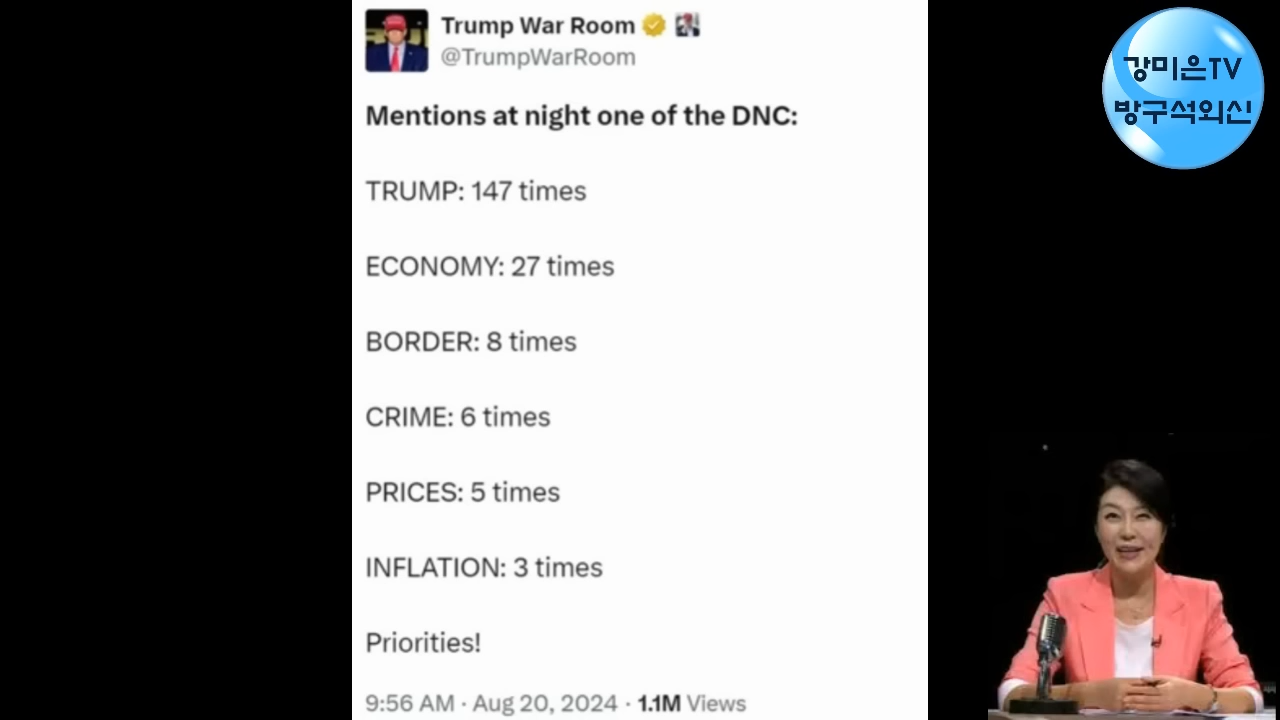 Trump War Room
@TrumpWarRoom
Mentions at night one of the DNC:
TRUMP: 147 times
ECONOMY: 27 times
BORDER: 8 times
CRIME: 6 times
PRICES: 5 times
INFLATION: 3 times
Priorities!
9:56 AM · Aug 20, 2024 · 1.1M Views
강미은TV
방구석외신